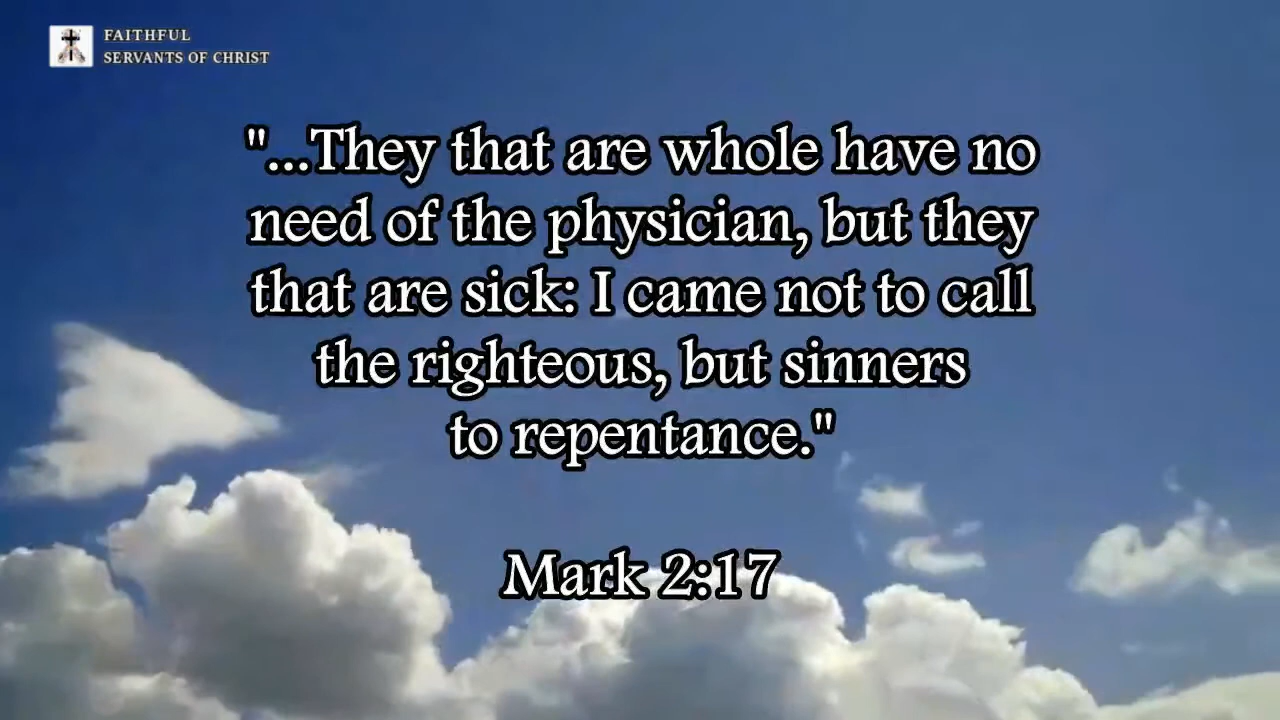 FAITHFUL
SERVANTS OF CHRIST
"...They that are whole have no
need of the physician, but they
that are sick: I came not to call
the righteous, but sinners
to repentance."
Mark 2:17